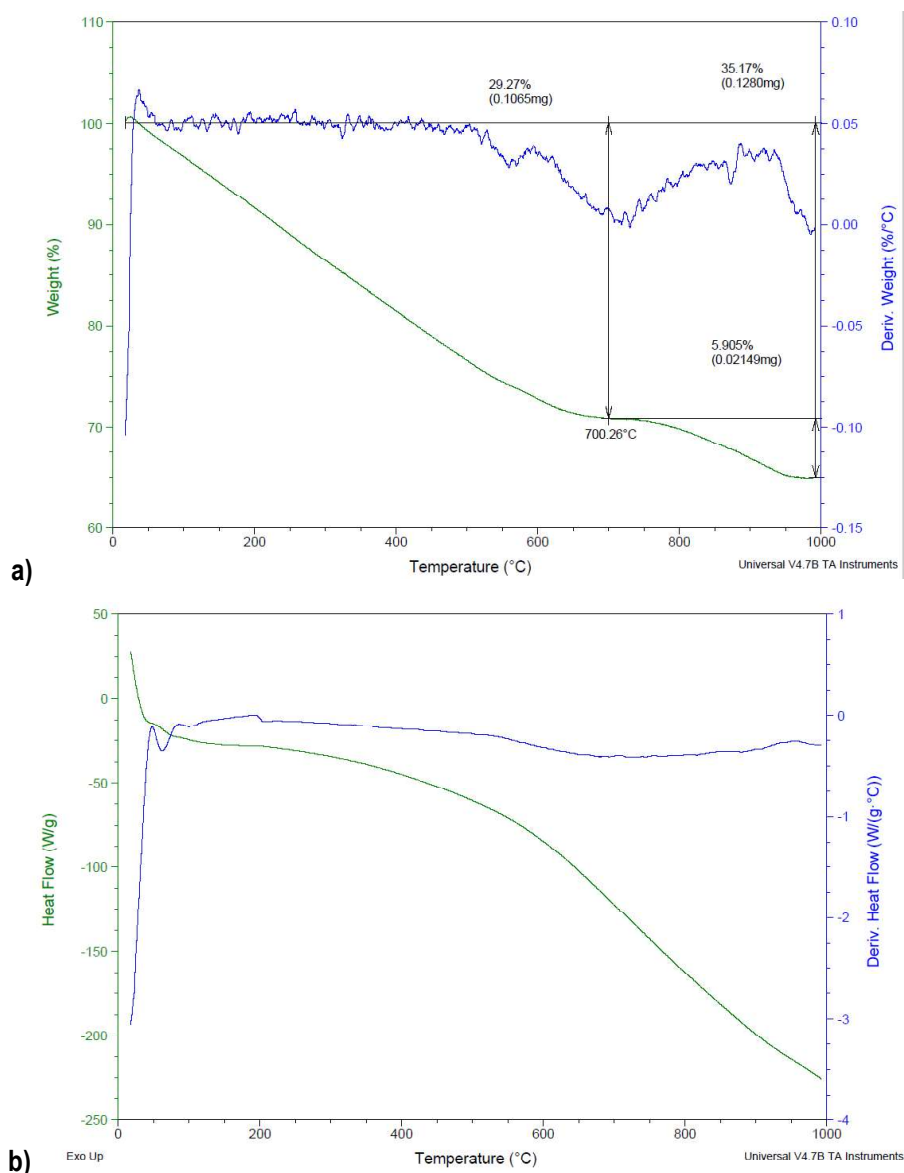 110
100
90
80
70
60
Weight (%)
29.27%
(0.1065mg)
35.17%
(0.1280mg)
5.905%
(0.02149mg)
700.26°C
0.10
0.05
0.00
-0.05
-0.10
-0.15
Deriv. Weight (%/°C)
0 200 400 600 800 1000
a)
Temperature (°C)
Universal V4.7B TA Instruments
50
0
-50
-100
-150
-200
-250
Heat Flow (W/g)
1
0
-1
-2
-3
-4
Deriv. Heat Flow (W/(g·°C))
0 200 400 600 800 1000
b)
Exo Up
Temperature (°C)
Universal V4.7B TA Instruments